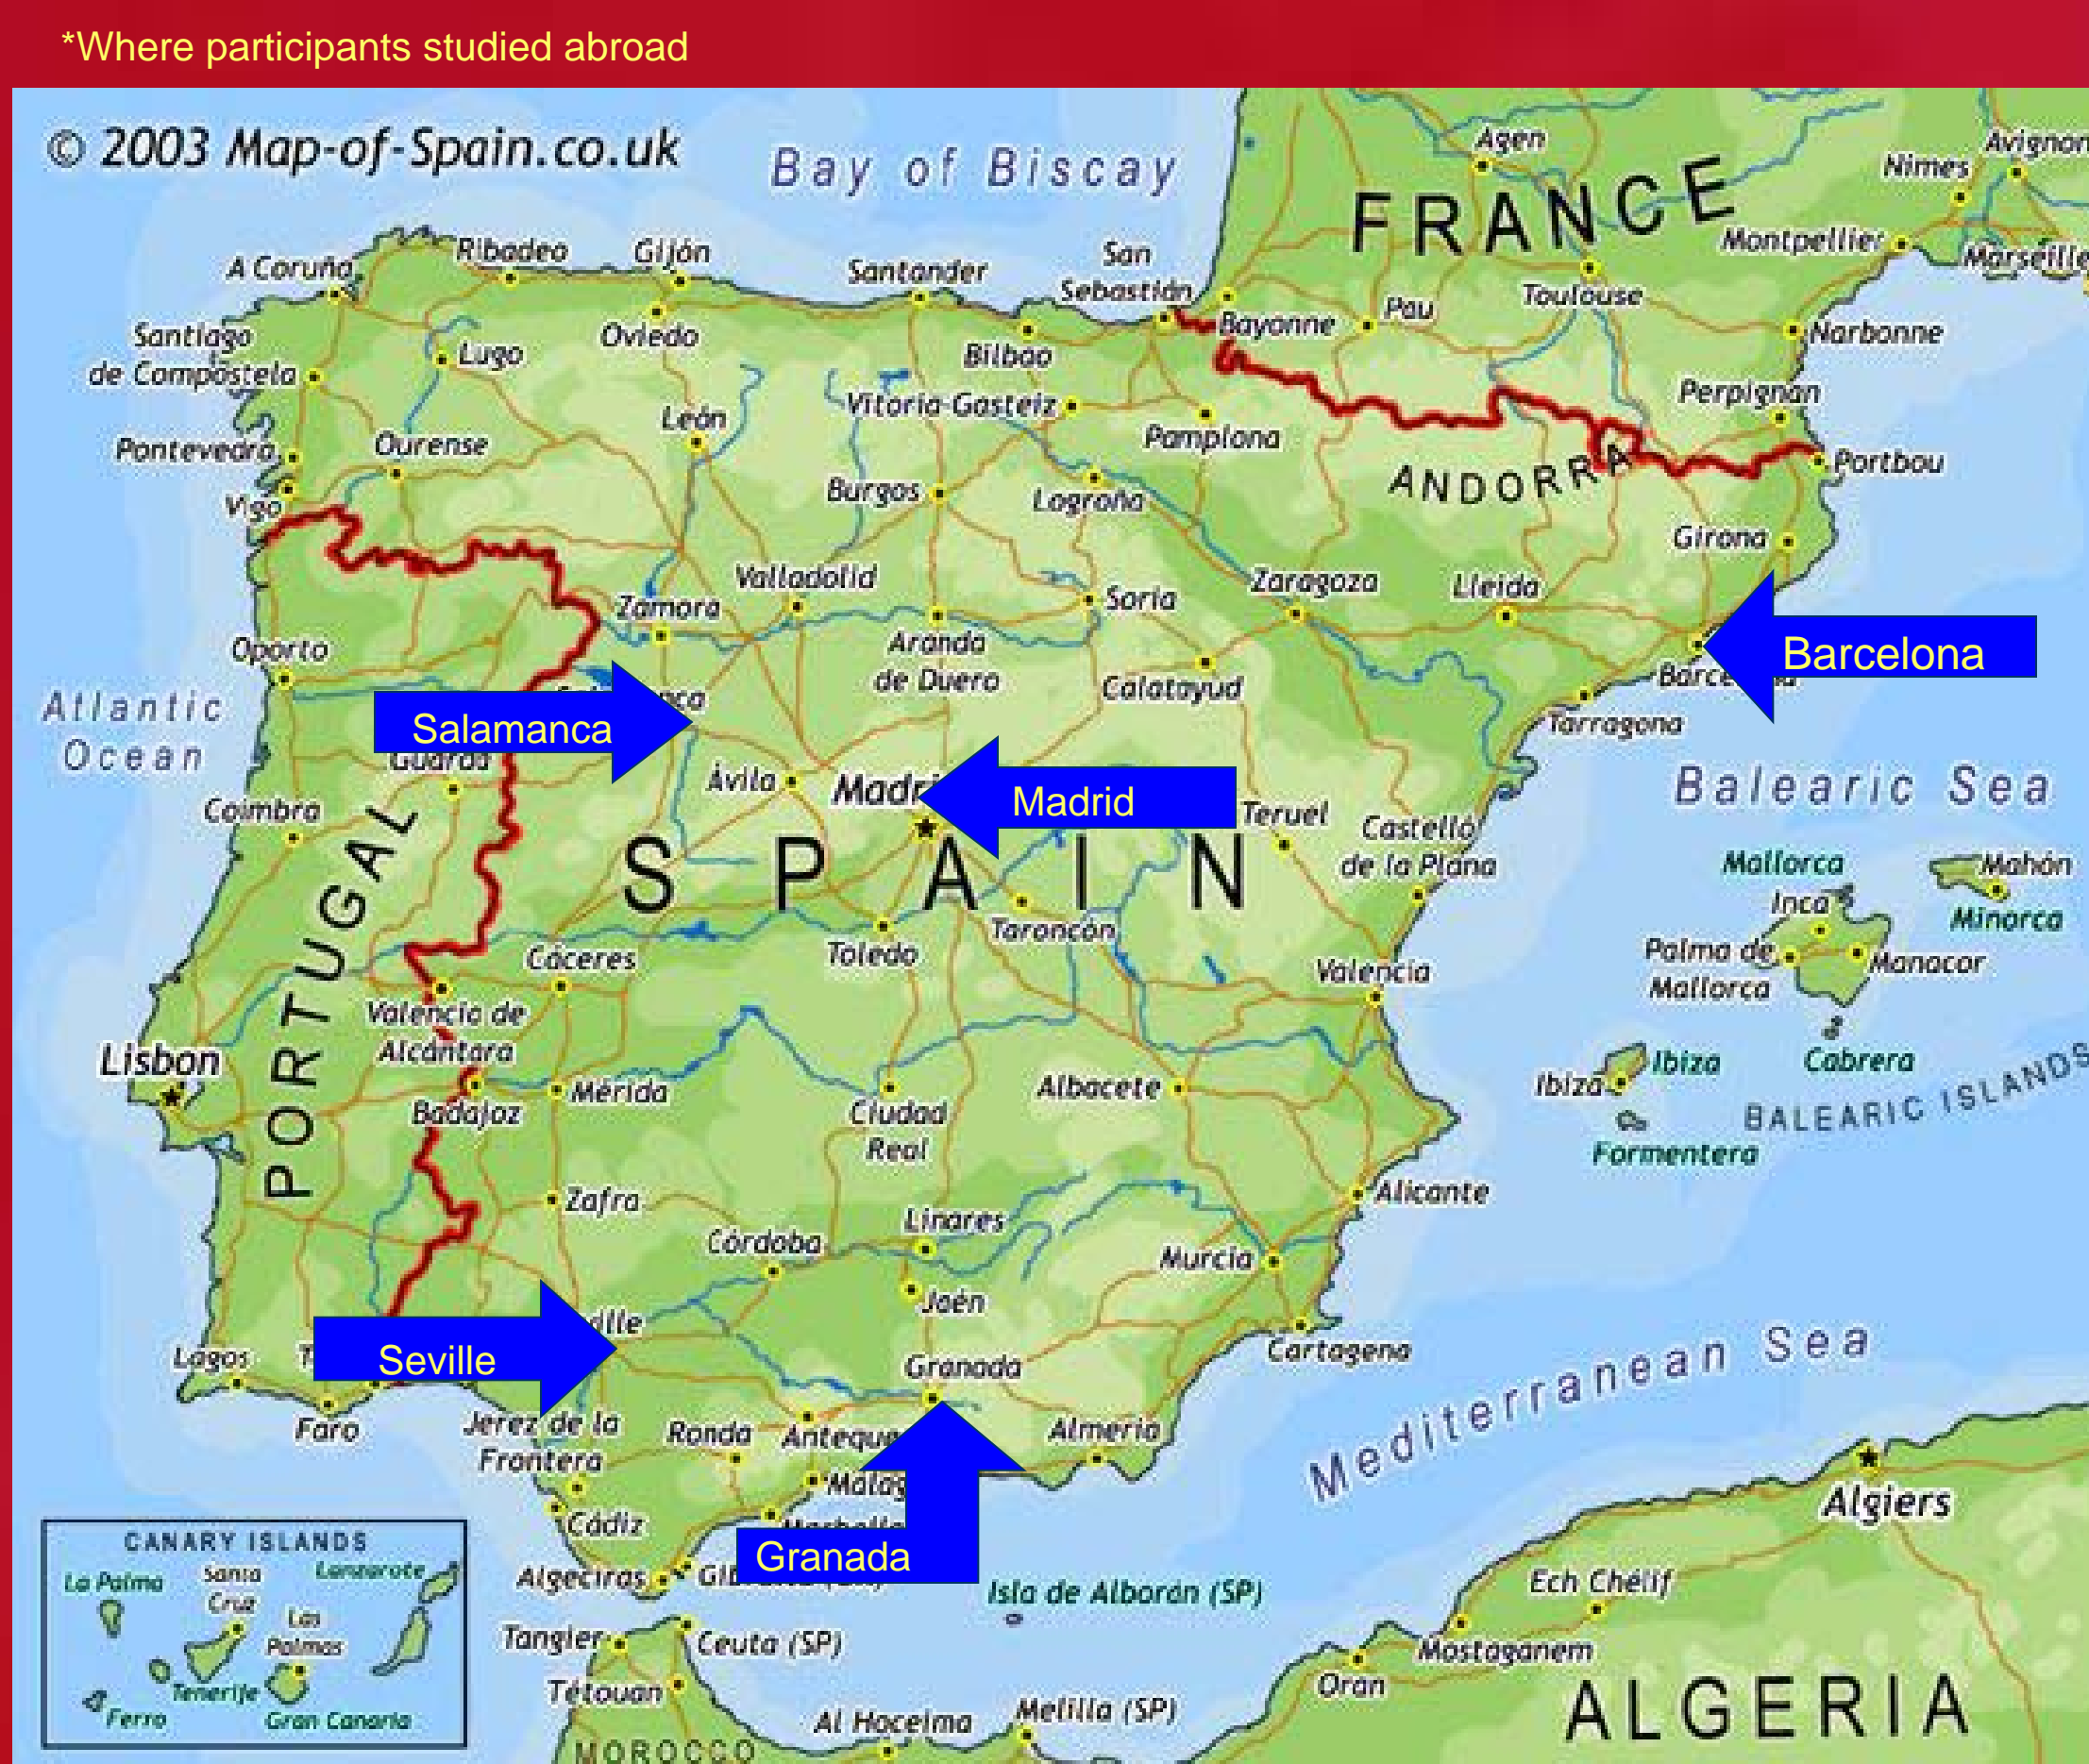 *Where participants studied abroad
© 2003 Map-of-Spain.co.uk
Bay of Biscay
Agen
Avignon
Nimes
FRANCE
Montpellier
Marseille
A Coruña
Ribadeo
Gijón
Santander
San
Sebastián
Toulouse
Bayonne
Pau
Oviedo
Narbonne
Santiago
de Compostela
Lugo
Bilbao
Vitoria-Gasteiz
Perpignan
León
Pamplona
Pontevedra
Ourense
Portbou
ANDORRA
Burgos
Logroña
Vigo
Girona
Valladolid
Zamora
Soria
Zaragoza
Lleida
Oporto
Aranda
de Duero
Calatayud
Barcelona
Tarragona
Atlantic
Ocean
Salamanca
Guarda
Ávila
Madrid
Balearic Sea
Coimbra
Teruel
Castelló
de la Plana
SPAIN
PORTUGAL
Mallorca
Mahón
Inca
Minorca
Toledo
Taroncón
Cáceres
Palma de
Mallorca
Manacor
Valencia
Valencia de
Alcántara
Lisbon
Ibiza
Ibiza
Cabrera
BALEARIC ISLANDS
Badajoz
Mérida
Ciudad
Real
Albacete
Formentera
Zafra
Alicante
Linares
Córdoba
Murcia
Jaén
Seville
Cartagena
Lagos
Granada
Mediterranean Sea
Faro
Jerez de la
Frontera
Ronda
Almeria
Cádiz
Granada
Algeciras
Algiers
CANARY ISLANDS
La Palma
Santa
Cruz
Lanzarote
Las
Palmas
Tenerife
Ferro
Gran Canaria
Isla de Alborán (SP)
Ech Chélif
Tangier
Ceuta (SP)
Mostaganem
Tétouan
Oran
Al Hoceima
Melilla (SP)
ALGERIA
MOROCCO